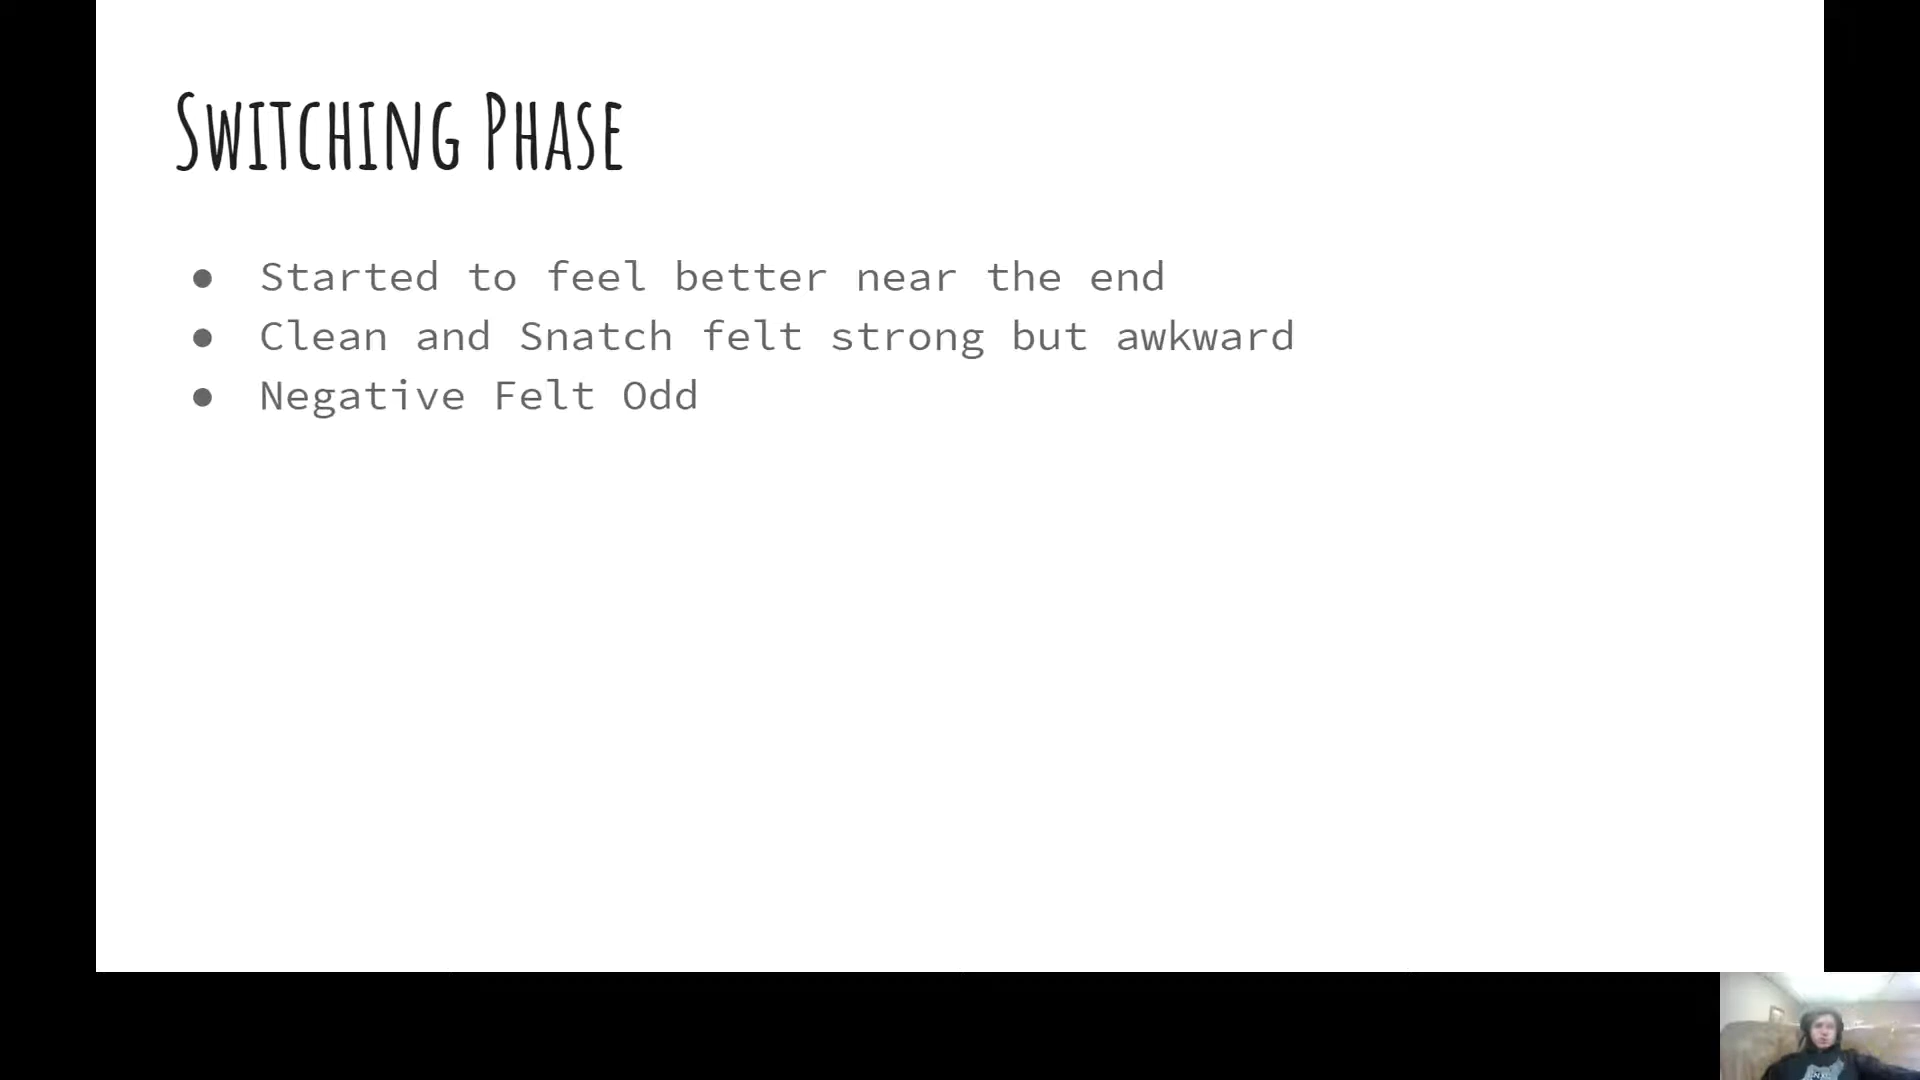 Switching Phase
● Started to feel better near the end
● Clean and Snatch felt strong but awkward
● Negative Felt Odd